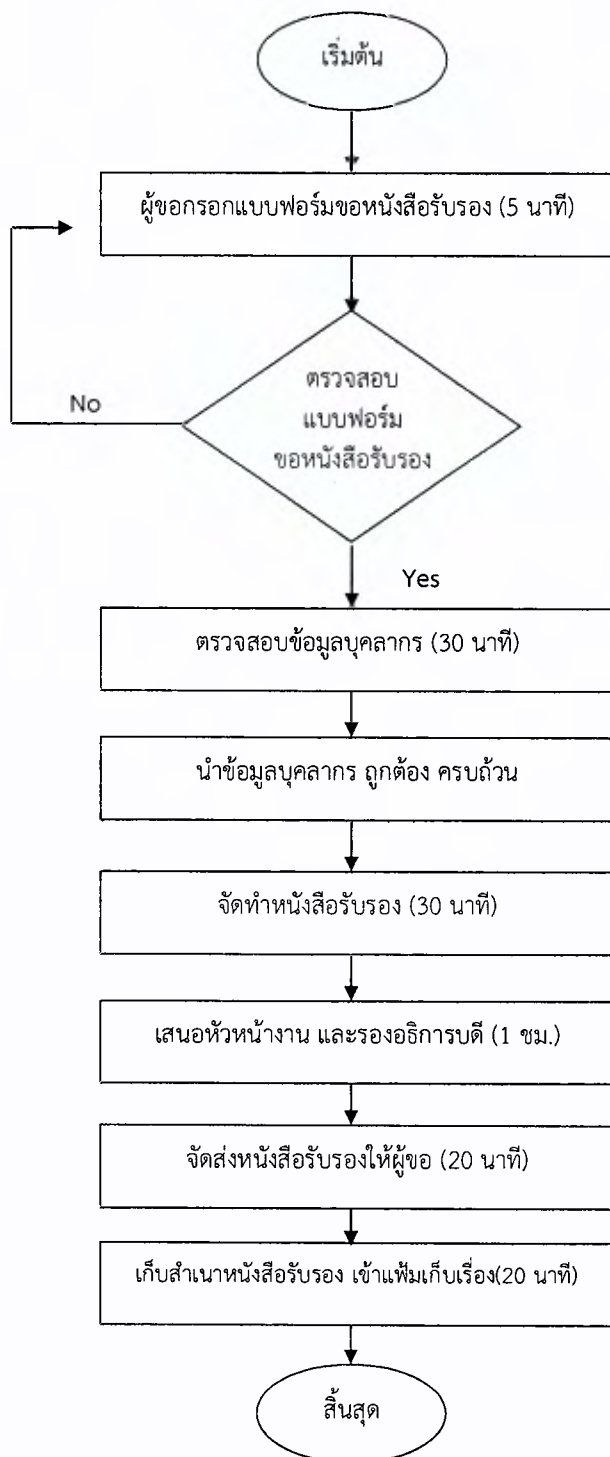 เริ่มต้น
ผู้ขอกรอกแบบฟอร์มขอหนังสือรับรอง (5 นาที)
ตรวจสอบ
แบบฟอร์ม
ขอหนังสือรับรอง
No
Yes
ตรวจสอบข้อมูลบุคลากร (30 นาที)
นำข้อมูลบุคลากร ถูกต้อง ครบถ้วน
จัดทำหนังสือรับรอง (30 นาที)
เสนอหัวหน้างาน และรองอธิการบดี (1 ชม.)
จัดส่งหนังสือรับรองให้ผู้ขอ (20 นาที)
เก็บสำเนาหนังสือรับรอง เข้าแฟ้มเก็บเรื่อง(20 นาที)
สิ้นสุด